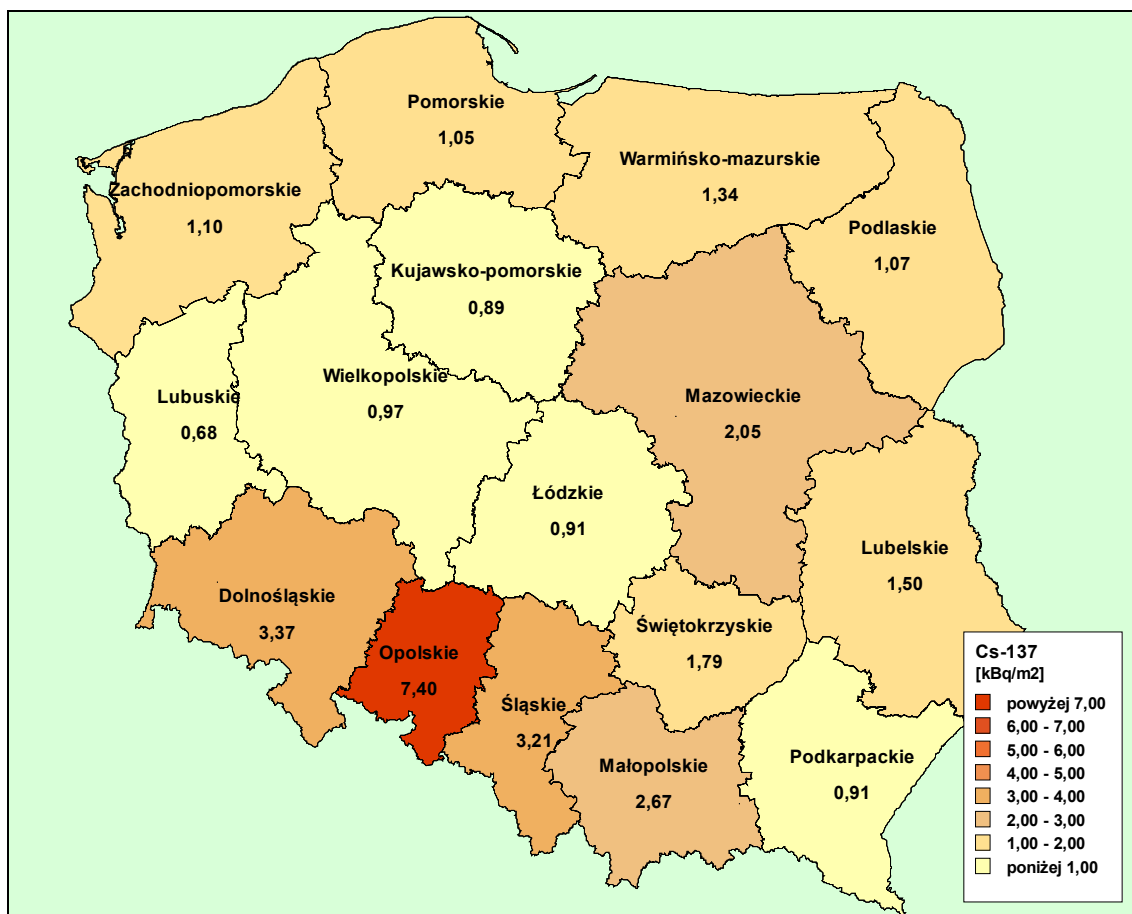 Pomorskie
1,05
Warmińsko-mazurskie
1,34
Zachodniopomorskie
1,10
Podlaskie
1,07
Kujawsko-pomorskie
0,89
Wielkopolskie
0,97
Lubuskie
0,68
Mazowieckie
2,05
Łódzkie
0,91
Lubelskie
1,50
Dolnośląskie
3,37
Świętokrzyskie
1,79
Opolskie
7,40
Śląskie
3,21
Małopolskie
2,67
Podkarpackie
0,91
Cs-137
[kBq/m2]
powyżej 7,00
6,00 - 7,00
5,00 - 6,00
4,00 - 5,00
3,00 - 4,00
2,00 - 3,00
1,00 - 2,00
poniżej 1,00